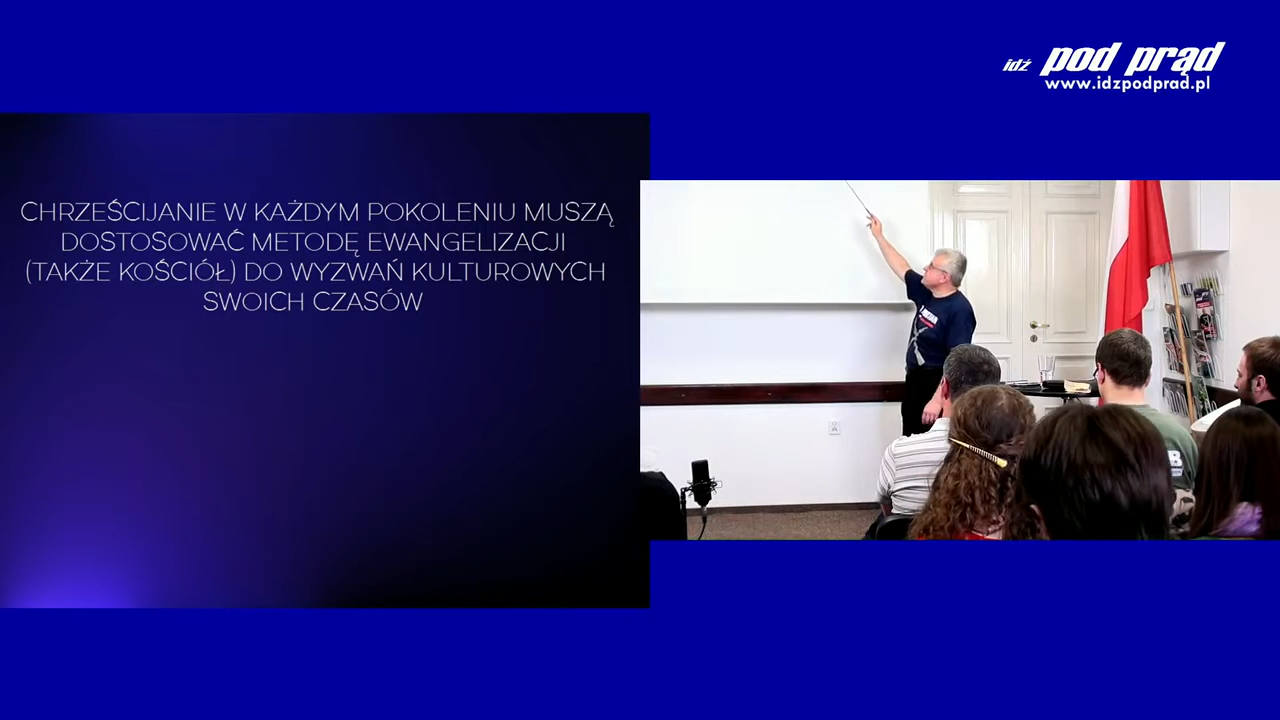 idź pod prąd
www.idzpodprad.pl
CHRZEŚCIJANIE W KAŻDYM POKOLENIU MUSZĄ
DOSTOSOWAĆ METODĘ EWANGELIZACJI
(TAKŻE KOŚCIÓŁ) DO WYZWAŃ KULTUROWYCH
SWOICH CZASÓW